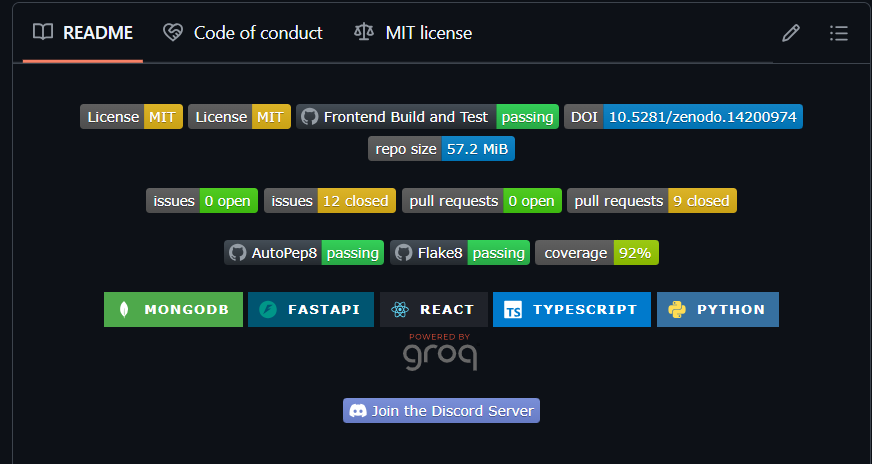 README Code of conduct MIT license
License MIT License MIT Frontend Build and Test passing DOI 10.5281/zenodo.14200974
repo size 57.2 MiB
issues 0 open issues 12 closed pull requests 0 open pull requests 9 closed
AutoPep8 passing Flake8 passing coverage 92%
MONGODB FASTAPI REACT TS TYPESCRIPT PYTHON
POWERED BY
groq
Join the Discord Server